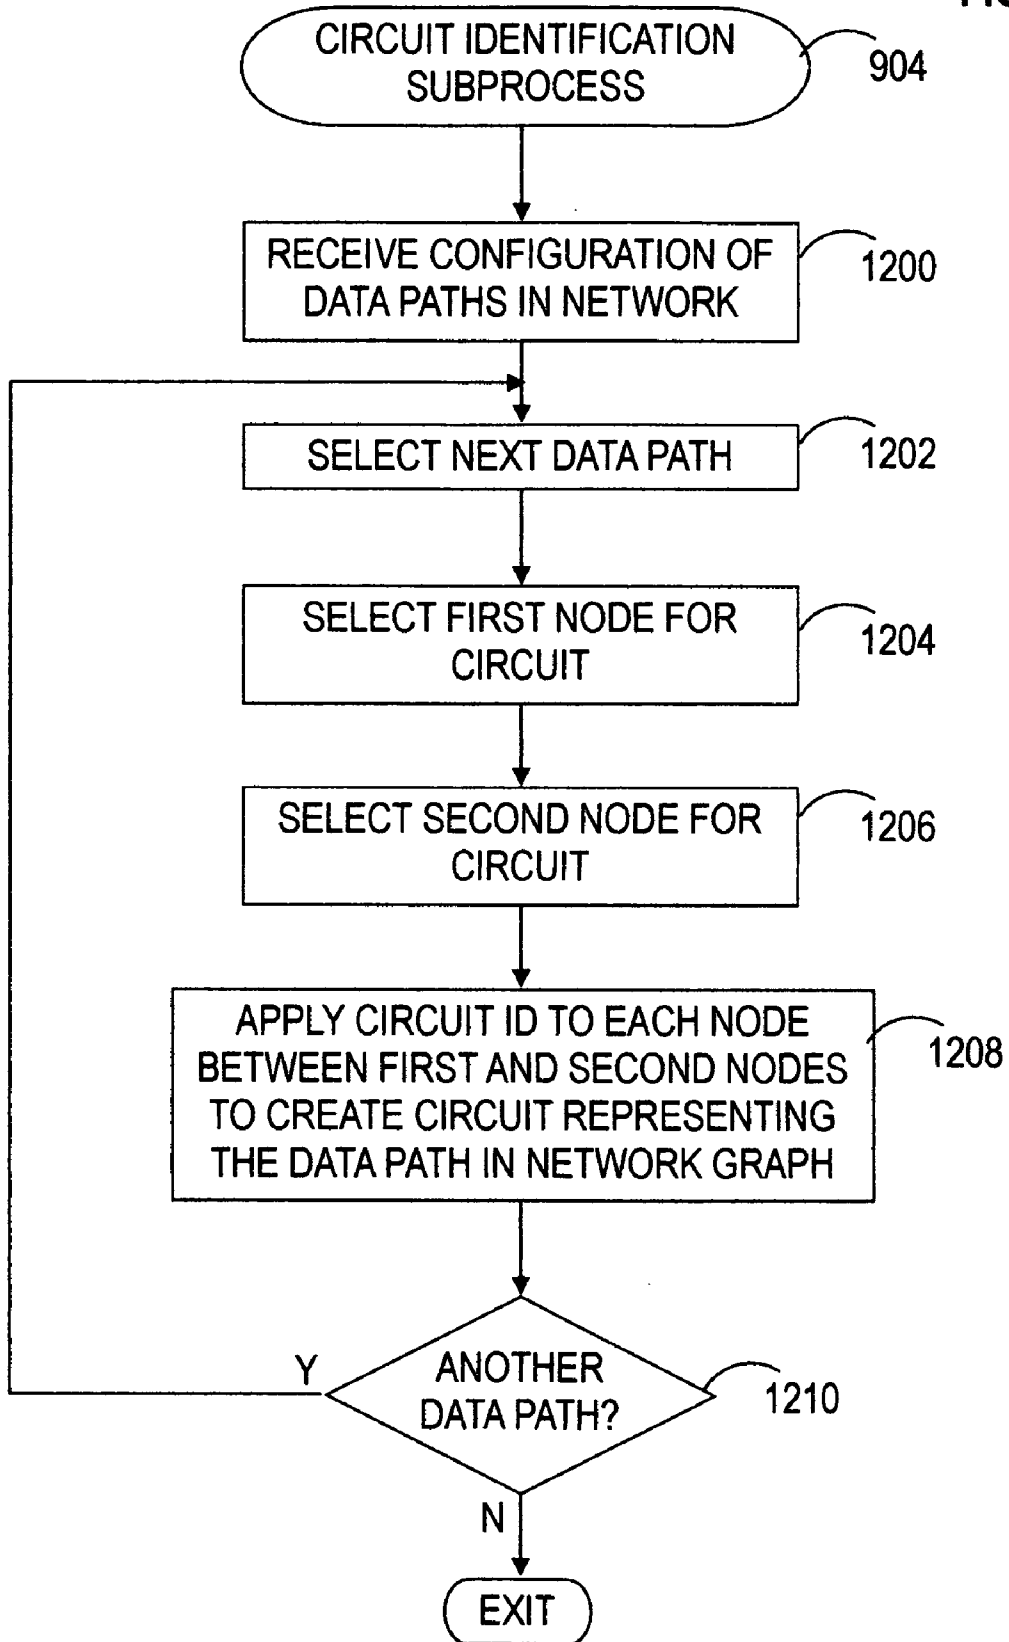 CIRCUIT IDENTIFICATION
SUBPROCESS
904
RECEIVE CONFIGURATION OF
DATA PATHS IN NETWORK
1200
SELECT NEXT DATA PATH
1202
SELECT FIRST NODE FOR
CIRCUIT
1204
SELECT SECOND NODE FOR
CIRCUIT
1206
APPLY CIRCUIT ID TO EACH NODE
BETWEEN FIRST AND SECOND NODES
TO CREATE CIRCUIT REPRESENTING
THE DATA PATH IN NETWORK GRAPH
1208
Y
ANOTHER
DATA PATH?
1210
N
EXIT